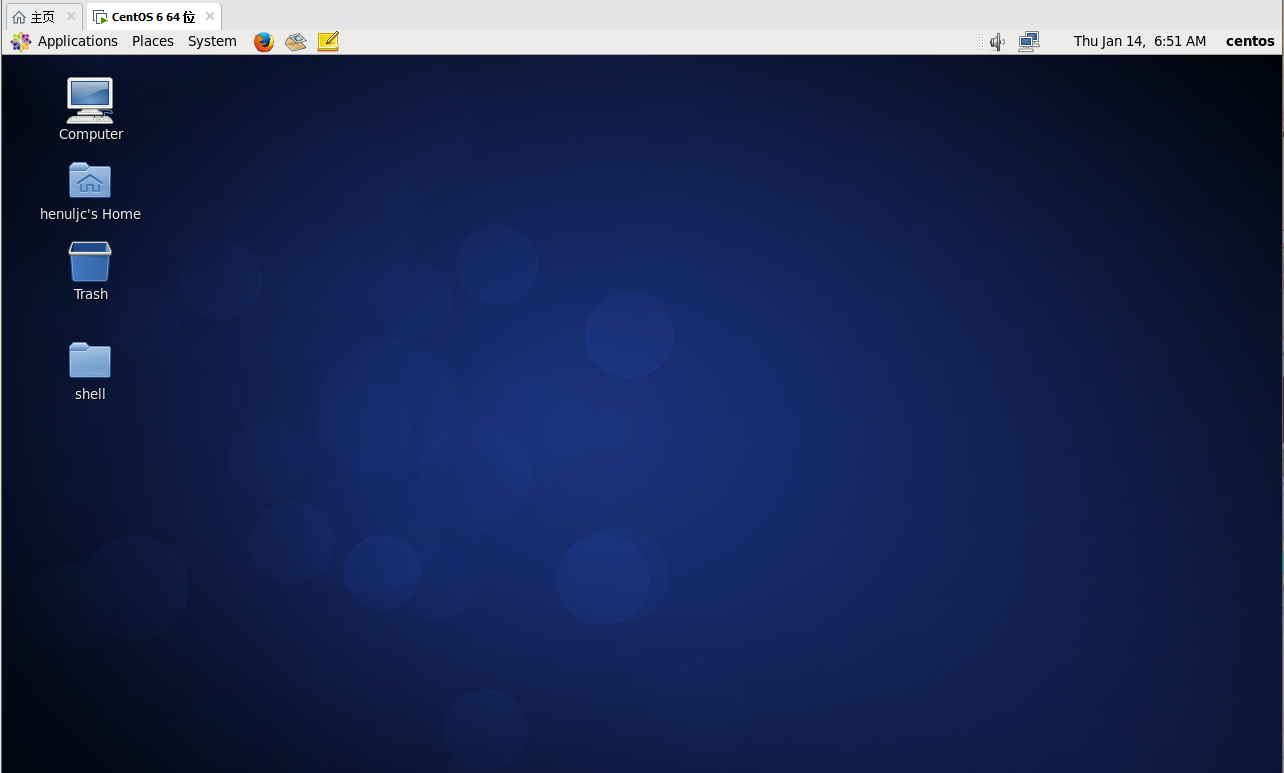 主页 CentOS 6 64 位
Applications Places System Thu Jan 14, 6:51 AM centos
Computer
henuljc's Home
Trash
shell